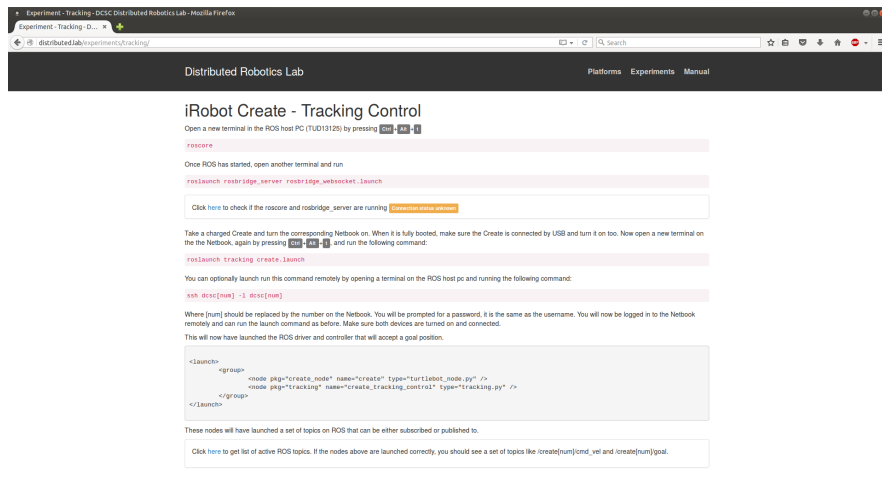 Experiment - Tracking - DCSC Distributed Robotics Lab - Mozilla Firefox
Experiment - Tracking - D... ×
distributed.lab/experiments/tracking/
Search
Distributed Robotics Lab
Platforms Experiments Manual
iRobot Create - Tracking Control
Open a new terminal in the ROS host PC (TUD13125) by pressing Ctrl + Alt + t
roscore
Once ROS has started, open another terminal and run
roslaunch rosbridge_server rosbridge_websocket.launch
Click here to check if the roscore and rosbridge_server are running Connection status unknown
Take a charged Create and turn the corresponding Netbook on. When it is fully booted, make sure the Create is connected by USB and turn it on too. Now open a new terminal on
the the Netbook, again by pressing Ctrl + Alt + t, and run the following command:
roslaunch tracking create.launch
You can optionally launch run this command remotely by opening a terminal on the ROS host pc and running the following command:
ssh dcsc[num] -l dcsc[num]
Where [num] should be replaced by the number on the Netbook. You will be prompted for a password, it is the same as the username. You will now be logged in to the Netbook
remotely and can run the launch command as before. Make sure both devices are turned on and connected.
This will now have launched the ROS driver and controller that will accept a goal position.
<launch>
<group>
<node pkg="create_node" name="create" type="turtlebot_node.py" />
<node pkg="tracking" name="create_tracking_control" type="tracking.py" />
</group>
</launch>
These nodes will have launched a set of topics on ROS that can be either subscribed or published to.
Click here to get list of active ROS topics. If the nodes above are launched correctly, you should see a set of topics like /create[num]/cmd_vel and /create[num]/goal.